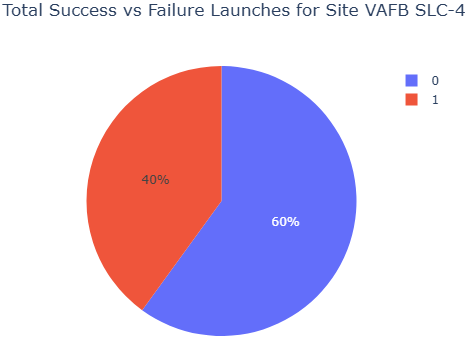 Total Success vs Failure Launches for Site VAFB SLC-4
0
1
40%
60%